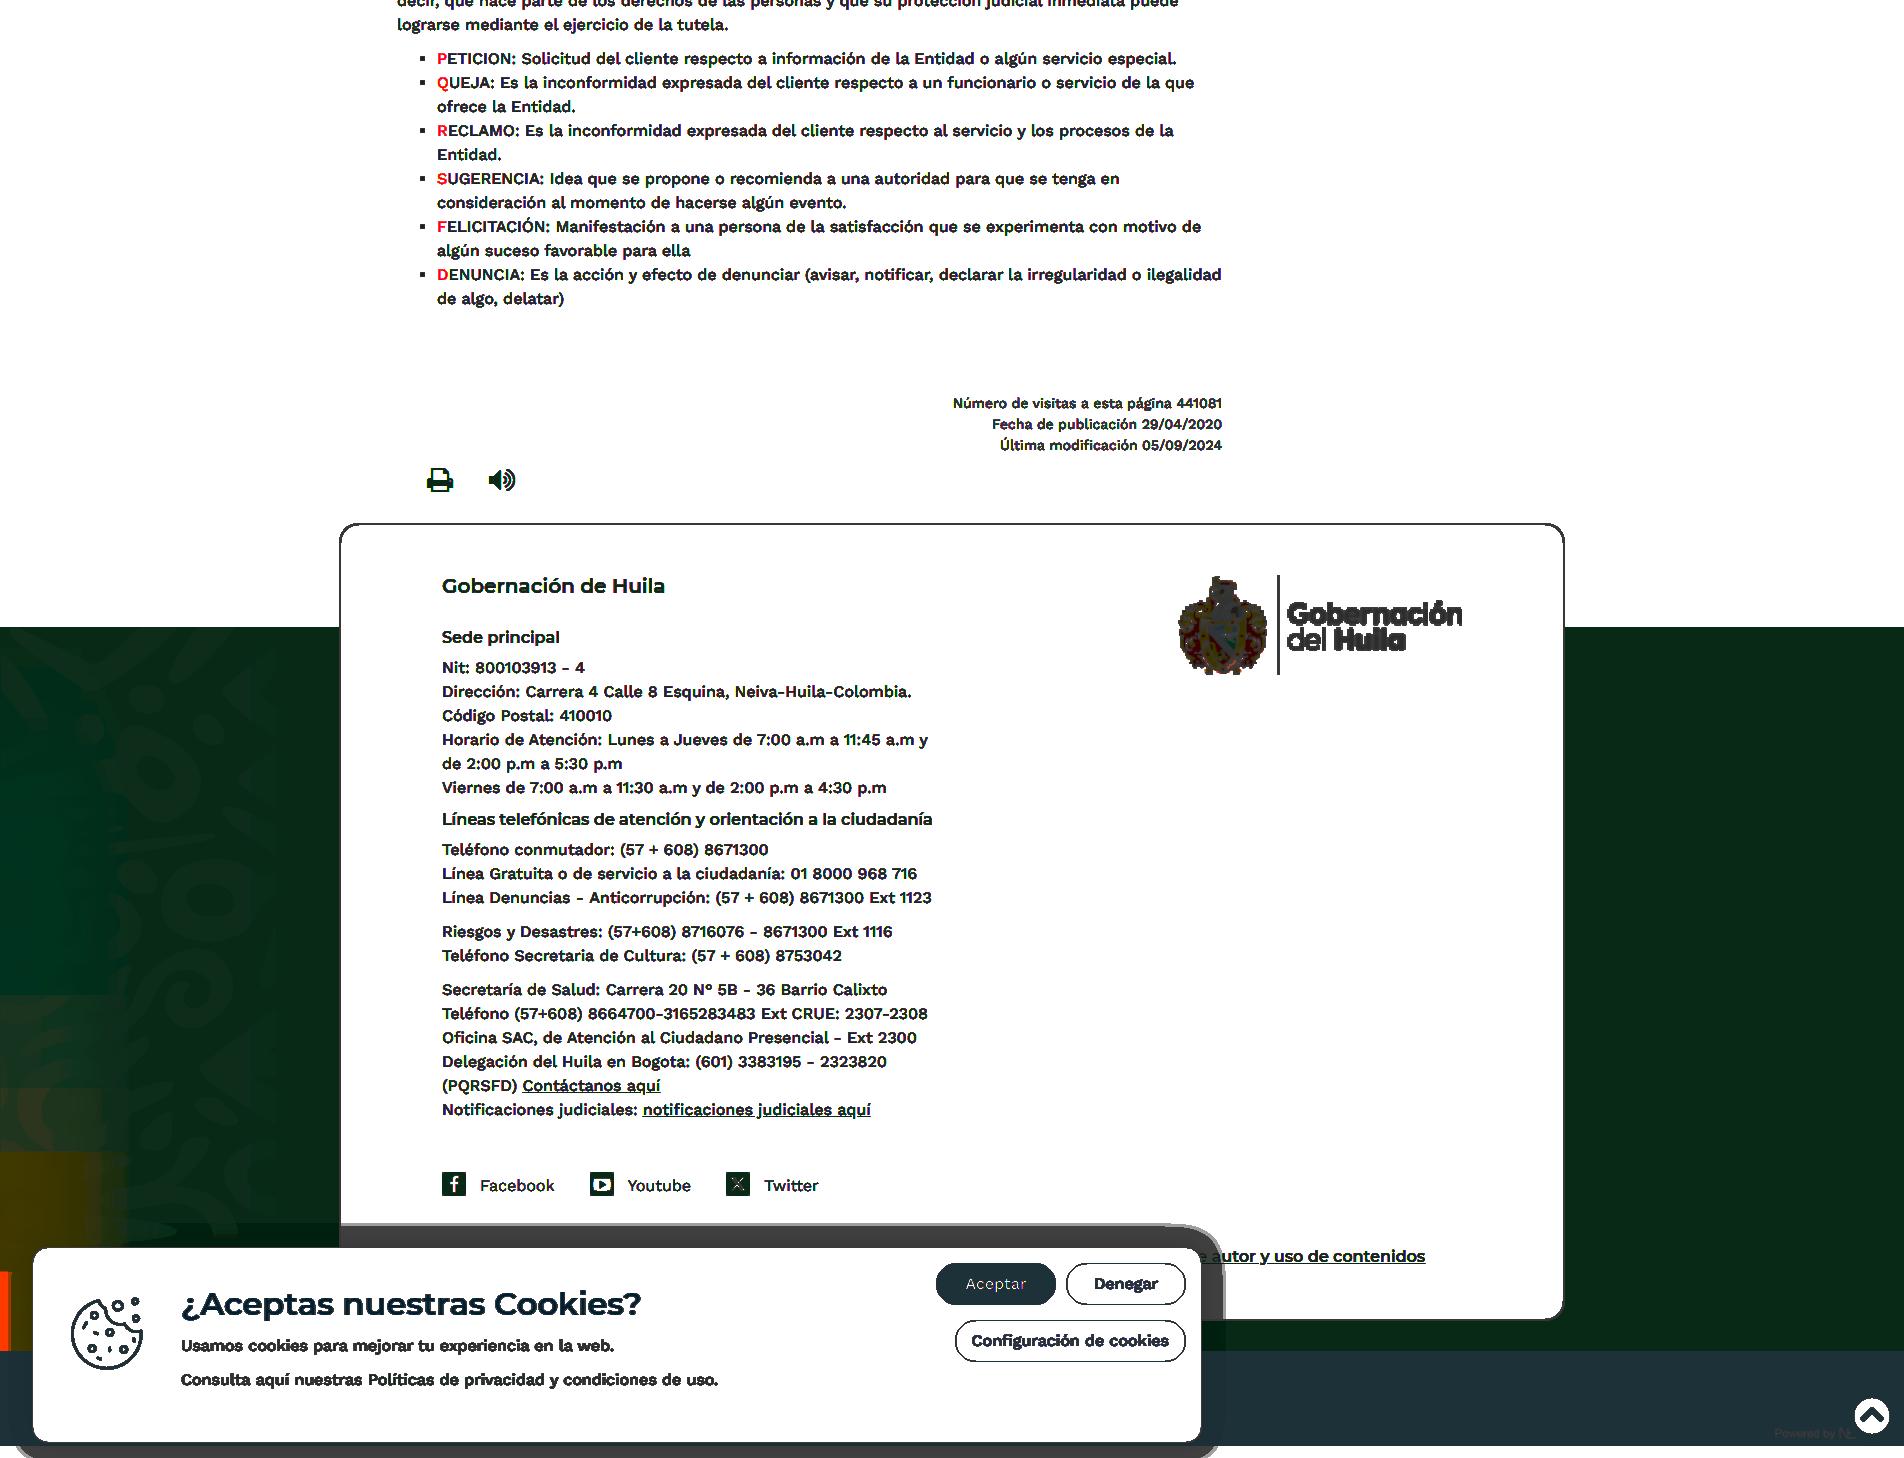 decir, que hace parte de los derechos de las personas y que su protección judicial inmediata puede
lograrse mediante el ejercicio de la tutela.
PETICION: Solicitud del cliente respecto a información de la Entidad o algún servicio especial.
QUEJA: Es la inconformidad expresada del cliente respecto a un funcionario o servicio de la que
ofrece la Entidad.
RECLAMO: Es la inconformidad expresada del cliente respecto al servicio y los procesos de la
Entidad.
SUGERENCIA: Idea que se propone o recomienda a una autoridad para que se tenga en
consideración al momento de hacerse algún evento.
FELICITACIÓN: Manifestación a una persona de la satisfacción que se experimenta con motivo de
algún suceso favorable para ella
DENUNCIA: Es la acción y efecto de denunciar (avisar, notificar, declarar la irregularidad o ilegalidad
de algo, delatar)
Número de visitas a esta página 441081
Fecha de publicación 29/04/2020
Última modificación 05/09/2024
Gobernación de Huila
Gobernación
del Huila
Sede principal
Nit: 800103913 - 4
Dirección: Carrera 4 Calle 8 Esquina, Neiva-Huila-Colombia.
Código Postal: 410010
Horario de Atención: Lunes a Jueves de 7:00 a.m a 11:45 a.m y
de 2:00 p.m a 5:30 p.m
Viernes de 7:00 a.m a 11:30 a.m y de 2:00 p.m a 4:30 p.m
Líneas telefónicas de atención y orientación a la ciudadanía
Teléfono conmutador: (57 + 608) 8671300
Línea Gratuita o de servicio a la ciudadanía: 01 8000 968 716
Línea Denuncias - Anticorrupción: (57 + 608) 8671300 Ext 1123
Riesgos y Desastres: (57+608) 8716076 - 8671300 Ext 1116
Teléfono Secretaria de Cultura: (57 + 608) 8753042
Secretaría de Salud: Carrera 20 N° 5B - 36 Barrio Calixto
Teléfono (57+608) 8664700-3165283483 Ext CRUE: 2307-2308
Oficina SAC, de Atención al Ciudadano Presencial - Ext 2300
Delegación del Huila en Bogota: (601) 3383195 - 2323820
(PQRSFD) Contáctanos aquí
Notificaciones judiciales: notificaciones judiciales aquí
Facebook Youtube Twitter
autor y uso de contenidos
¿Aceptas nuestras Cookies?
Usamos cookies para mejorar tu experiencia en la web.
Consulta aquí nuestras Políticas de privacidad y condiciones de uso.
Aceptar
Denegar
Configuración de cookies
Powered by